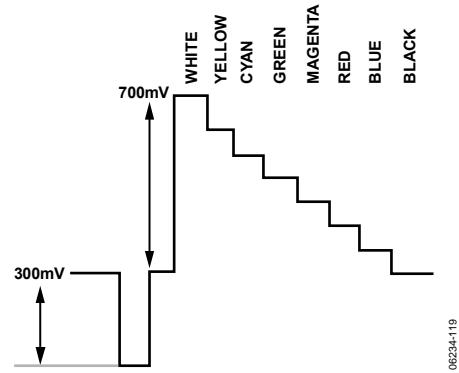 WHITE
YELLOW
CYAN
GREEN
MAGENTA
RED
BLUE
BLACK
700mV
300mV
06234-119